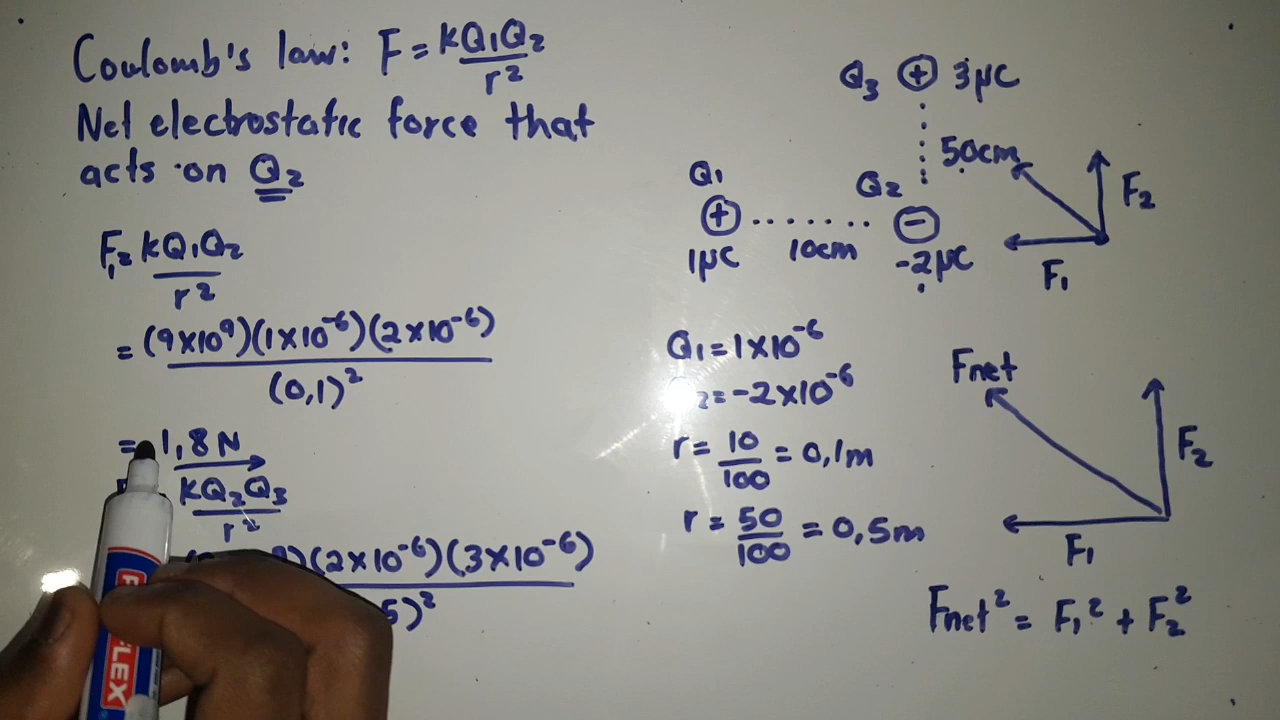 Coulomb's law: F = kQ1Q2
r²
Net electrostatic force that
acts on Q2
F1 = kQ1Q2
r²
= (9×10⁹)(1×10⁻⁶)(2×10⁻⁶)
(0,1)²
= 1,8 N
kQ2Q3
r²
)(2×10⁻⁶)(3×10⁻⁶)
5)²
Q3 + 3μC
50cm
Q1
Q2
+
−
1μC
10cm
-2μC
F2
F1
Q1 = 1×10⁻⁶
2 = -2×10⁻⁶
r = 10 = 0,1m
100
r = 50 = 0,5m
100
Fnet
F2
F1
Fnet² = F1² + F2²
LEX